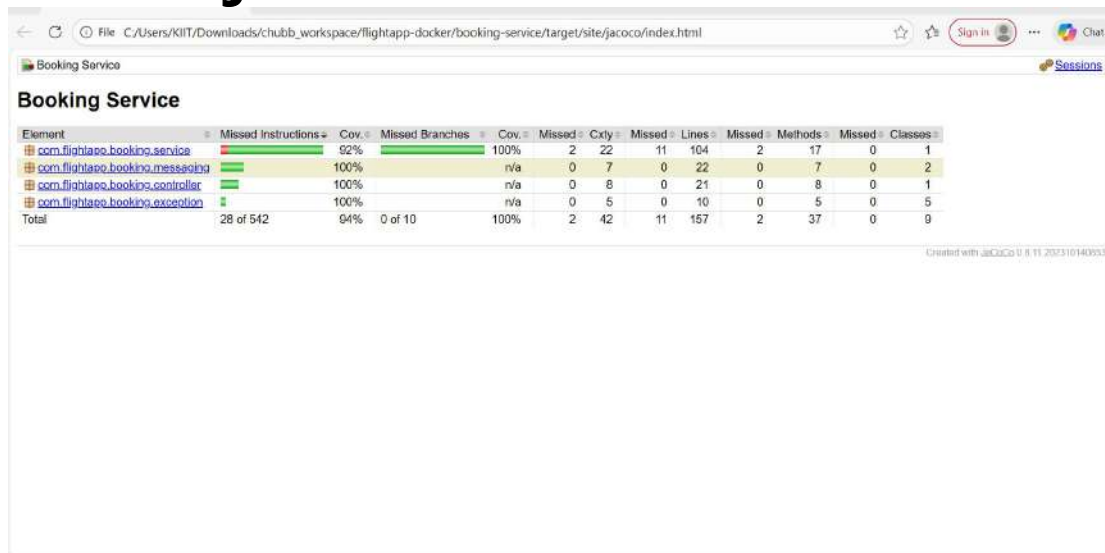 File C:/Users/KIIT/Downloads/chubb_workspace/flightapp-docker/booking-service/target/site/jacoco/index.html Sign in Chat
Booking Service Sessions
Booking Service
Element Missed Instructions Cov. Missed Branches Cov. Missed Cxty Missed Lines Missed Methods Missed Classes
com.flightapp.booking.service 92% 100% 2 22 11 104 2 17 0 1
com.flightapp.booking.messaging 100% n/a 0 7 0 22 0 7 0 2
com.flightapp.booking.controller 100% n/a 0 8 0 21 0 8 0 1
com.flightapp.booking.exception 100% n/a 0 5 0 10 0 5 0 5
Total 28 of 542 94% 0 of 10 100% 2 42 11 157 2 37 0 9
Created with JaCoCo 0.8.11.202310140853